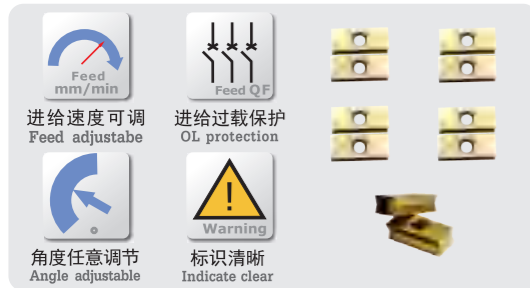 Feed
mm/min
进给速度可调
Feed adjustabe
Feed QF
进给过载保护
OL protection
角度任意调节
Angle adjustable
!
Warning
标识清晰
Indicate clear